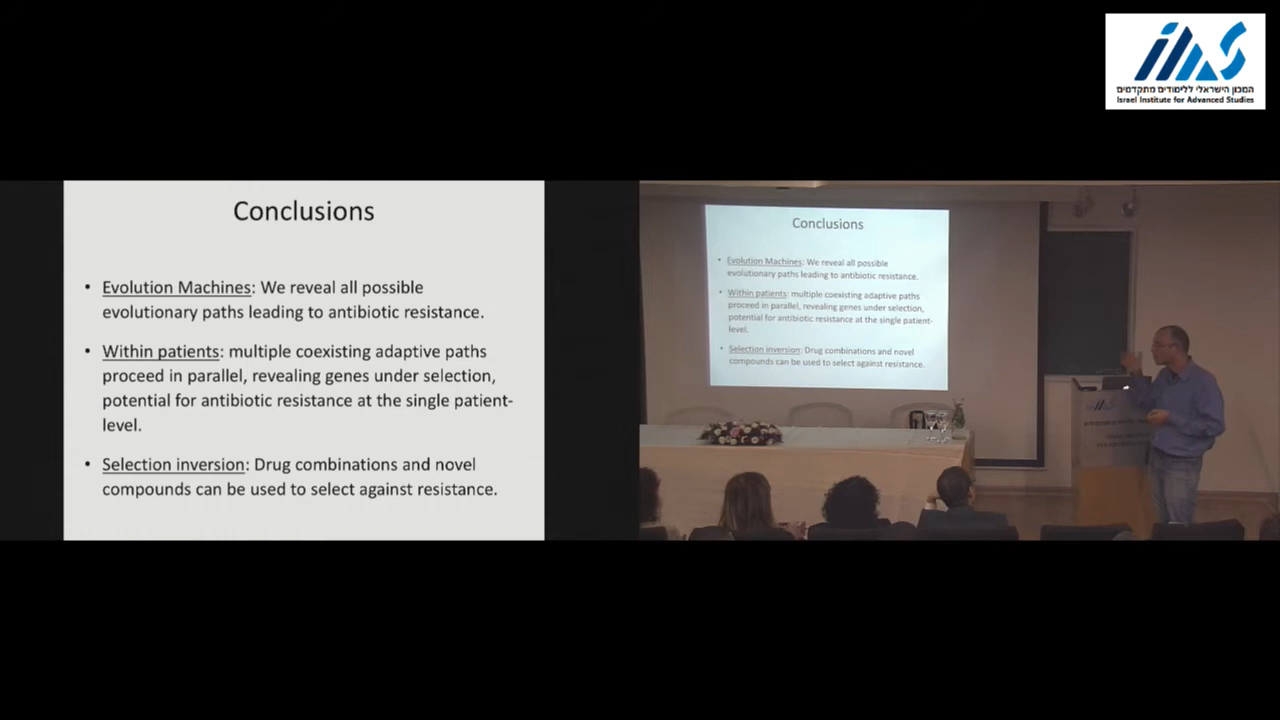 המכון הישראלי ללימודים מתקדמים
Israel Institute for Advanced Studies
Conclusions
• Evolution Machines: We reveal all possible
evolutionary paths leading to antibiotic resistance.
• Within patients: multiple coexisting adaptive paths
proceed in parallel, revealing genes under selection,
potential for antibiotic resistance at the single patient-
level.
• Selection inversion: Drug combinations and novel
compounds can be used to select against resistance.
Conclusions
• Evolution Machines: We reveal all possible
evolutionary paths leading to antibiotic resistance.
• Within patients: multiple coexisting adaptive paths
proceed in parallel, revealing genes under selection,
potential for antibiotic resistance at the single patient-
level.
• Selection inversion: Drug combinations and novel
compounds can be used to select against resistance.